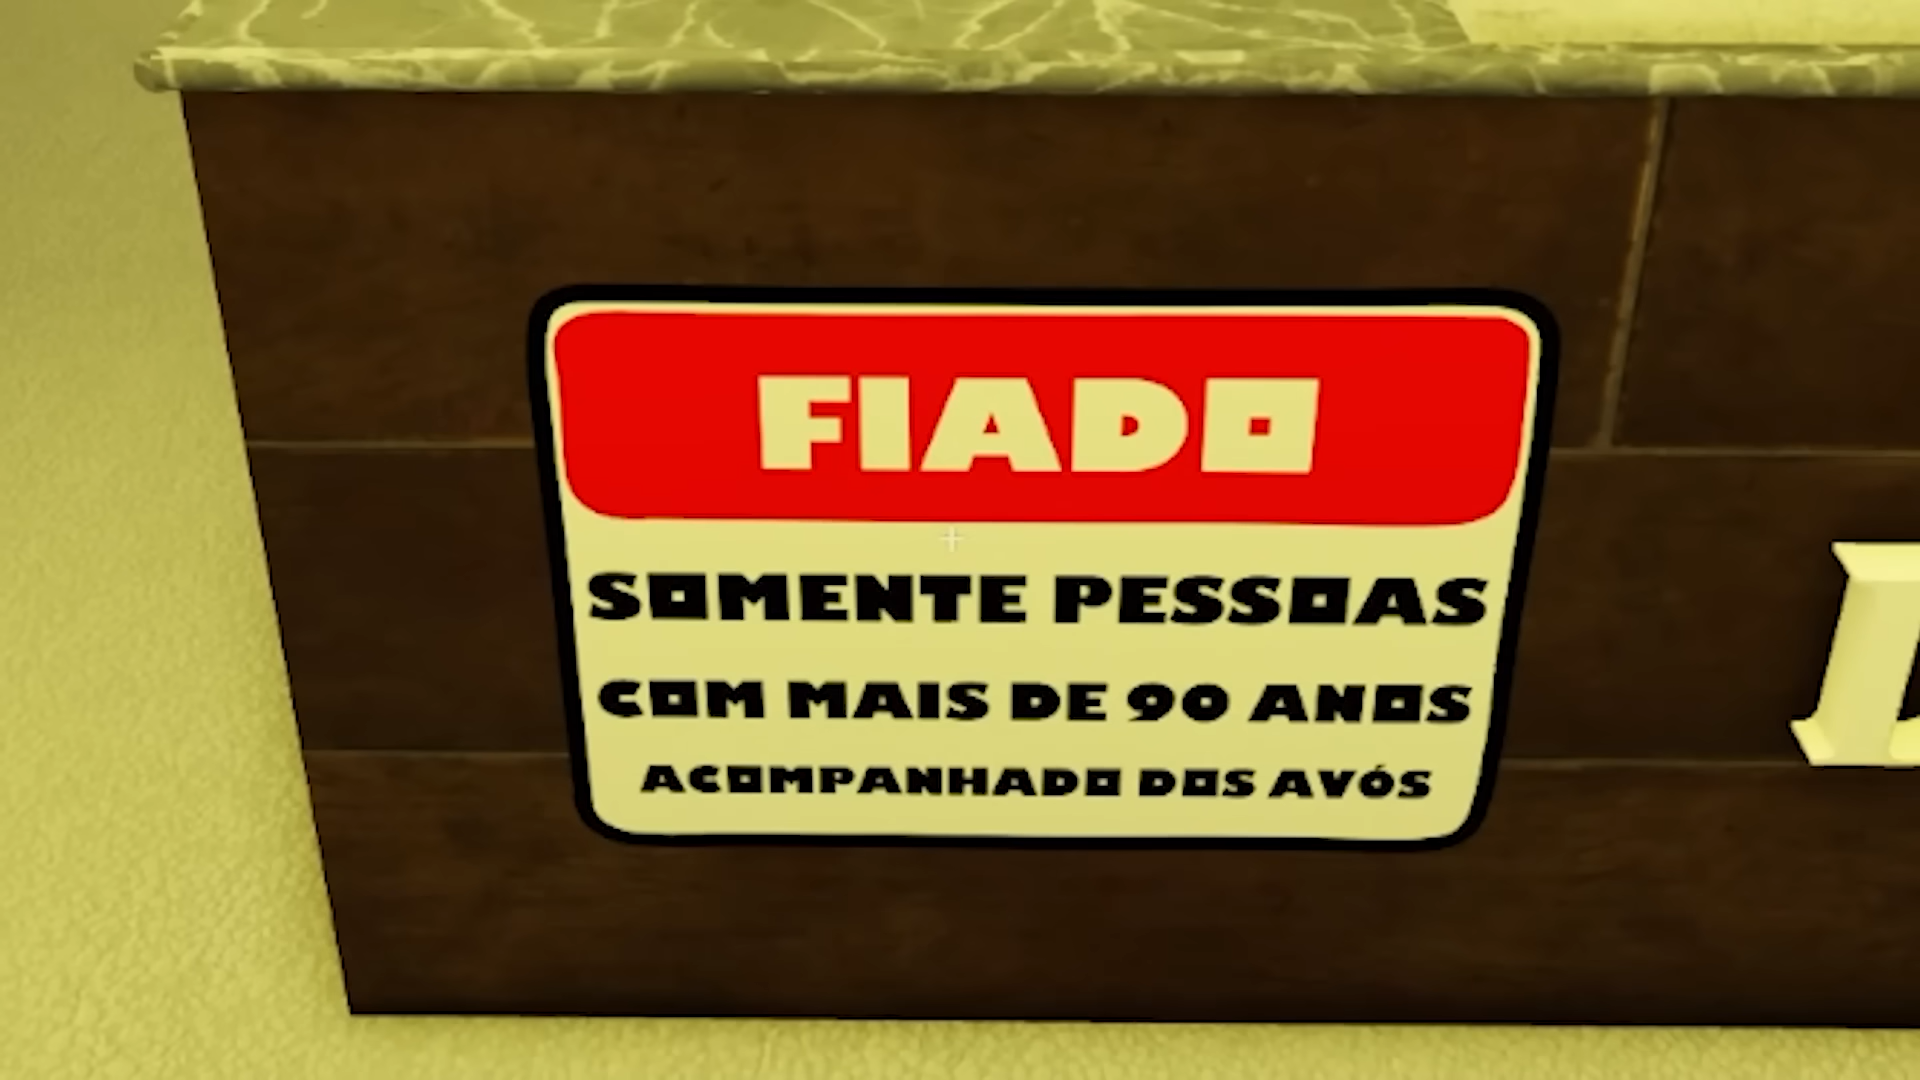 FIADO
SOMENTE PESSOAS
COM MAIS DE 90 ANOS
ACOMPANHADO DOS AVÓS